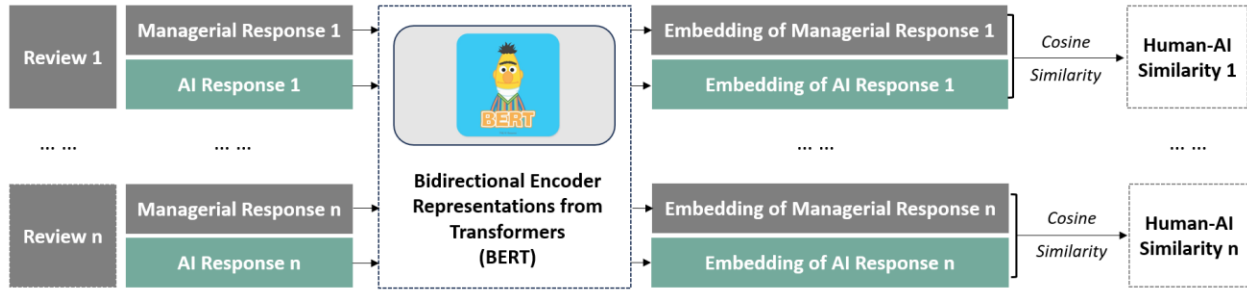 Review 1
Managerial Response 1
AI Response 1
BERT
Embedding of Managerial Response 1
Embedding of AI Response 1
Cosine
Similarity
Human-AI
Similarity 1
... ...
... ...
... ...
... ...
Bidirectional Encoder
Representations from
Transformers
(BERT)
Review n
Managerial Response n
AI Response n
Embedding of Managerial Response n
Embedding of AI Response n
Cosine
Similarity
Human-AI
Similarity n